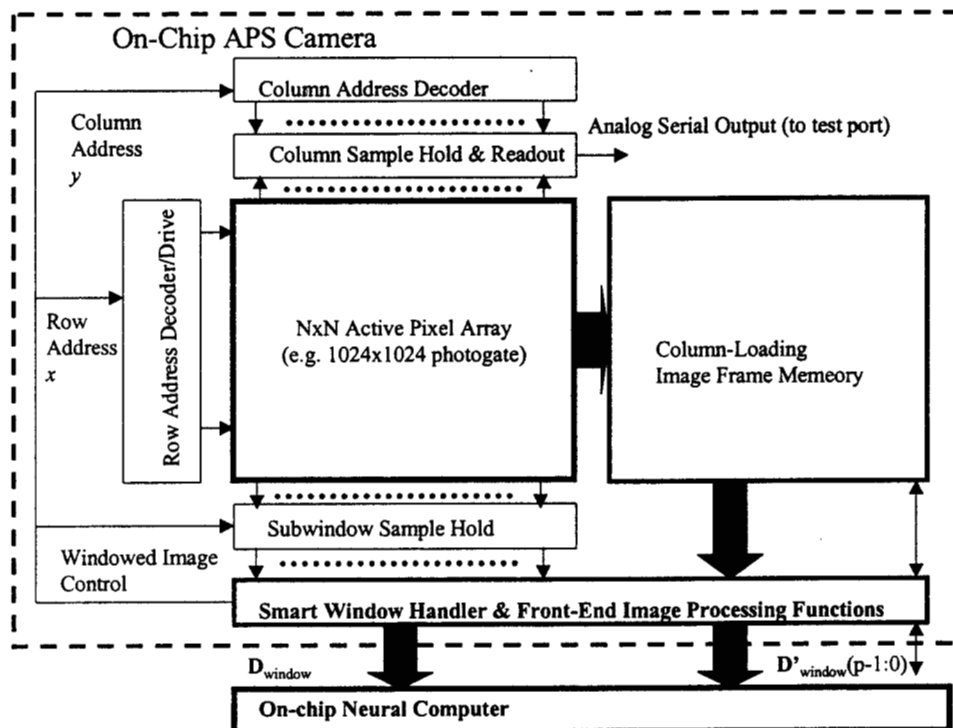 On-Chip APS Camera
Column Address Decoder
Column
Address
y
Column Sample Hold & Readout
Analog Serial Output (to test port)
Row Address Decoder/Drive
Row
Address
x
NxN Active Pixel Array
(e.g. 1024x1024 photogate)
Column-Loading
Image Frame Memeory
Subwindow Sample Hold
Windowed Image
Control
Smart Window Handler & Front-End Image Processing Functions
D_window
D'_window(p-1:0)
On-chip Neural Computer